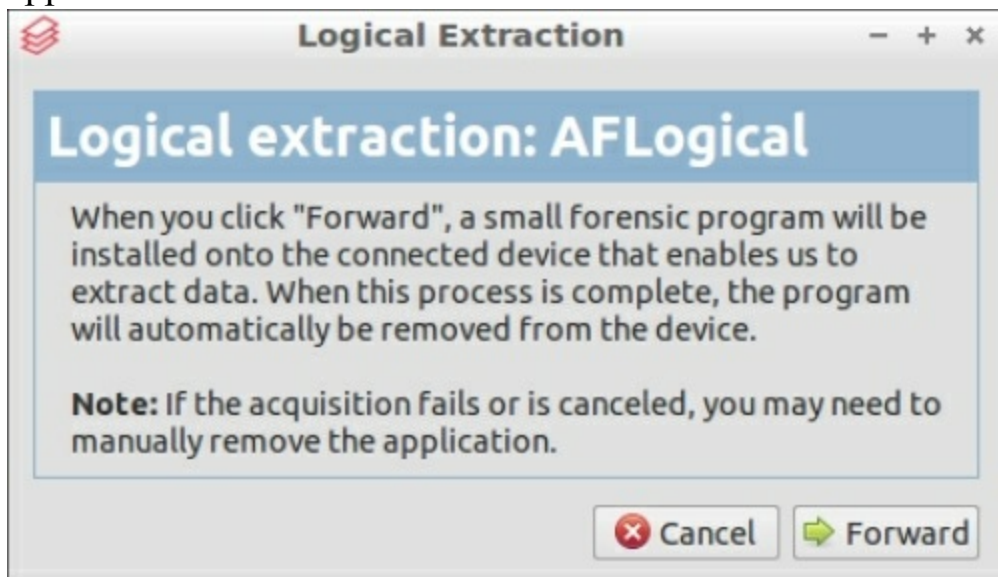 Logical Extraction
Logical extraction: AFLogical
When you click "Forward", a small forensic program will be
installed onto the connected device that enables us to
extract data. When this process is complete, the program
will automatically be removed from the device.
Note: If the acquisition fails or is canceled, you may need to
manually remove the application.
Cancel Forward